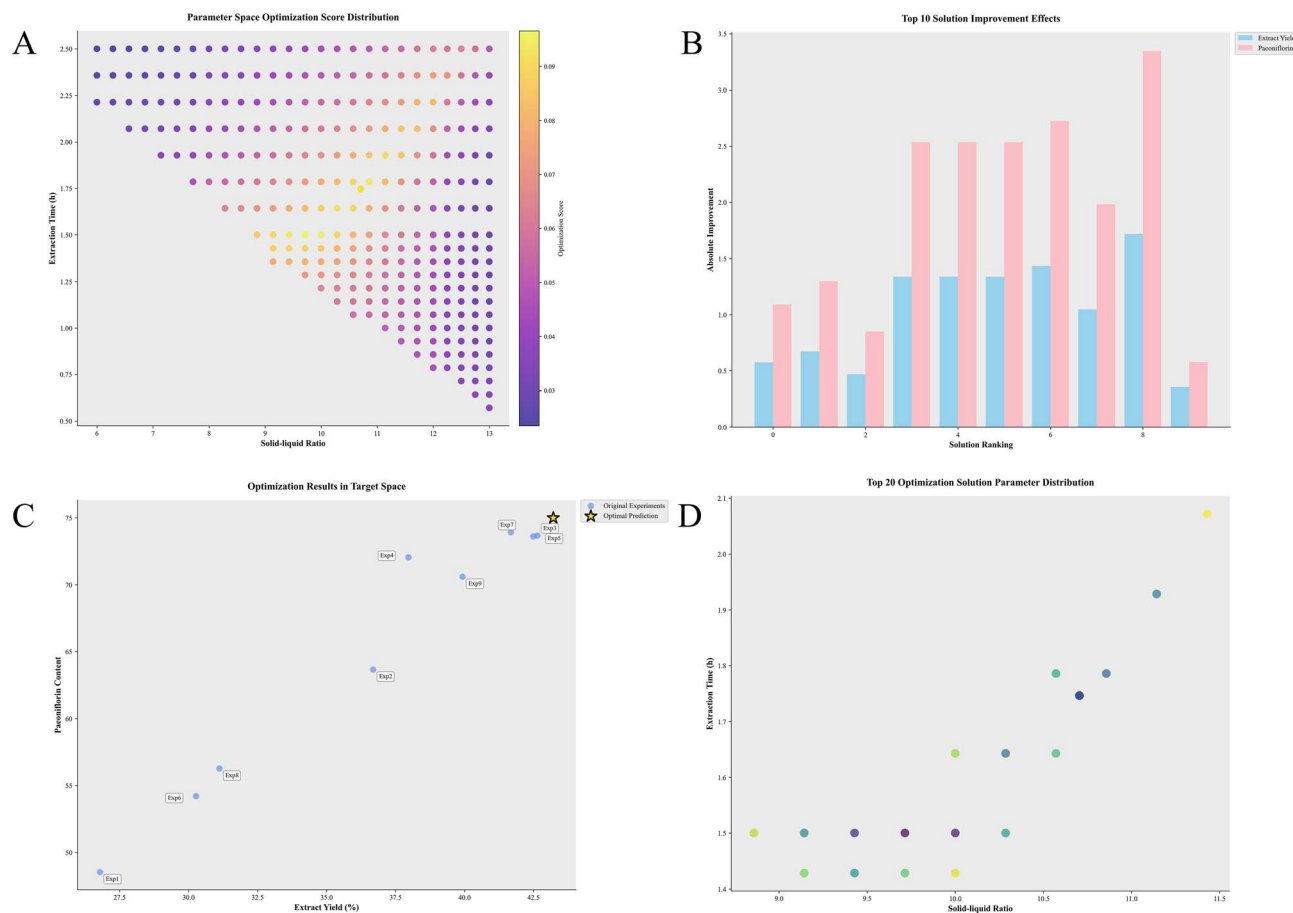 A
Parameter Space Optimization Score Distribution
2.50
2.25
2.00
1.75
1.50
1.25
1.00
0.75
0.50
Extraction Time (h)
6 7 8 9 10 11 12 13
Solid-liquid Ratio
0.09
0.08
0.07
0.06
0.05
0.04
0.03
Optimization Score
B
Top 10 Solution Improvement Effects
Extract Yield
Paeoniflorin
3.5
3.0
2.5
2.0
1.5
1.0
0.5
0.0
Absolute Improvement
0 2 4 6 8
Solution Ranking
C
Optimization Results in Target Space
Original Experiments
Optimal Prediction
75
70
65
60
55
50
Paeoniflorin Content
Exp7
Exp3
Exp5
Exp4
Exp9
Exp2
Exp8
Exp6
Exp1
27.5 30.0 32.5 35.0 37.5 40.0 42.5
Extract Yield (%)
D
Top 20 Optimization Solution Parameter Distribution
2.1
2.0
1.9
1.8
1.7
1.6
1.5
1.4
Extraction Time (h)
9.0 9.5 10.0 10.5 11.0 11.5
Solid-liquid Ratio